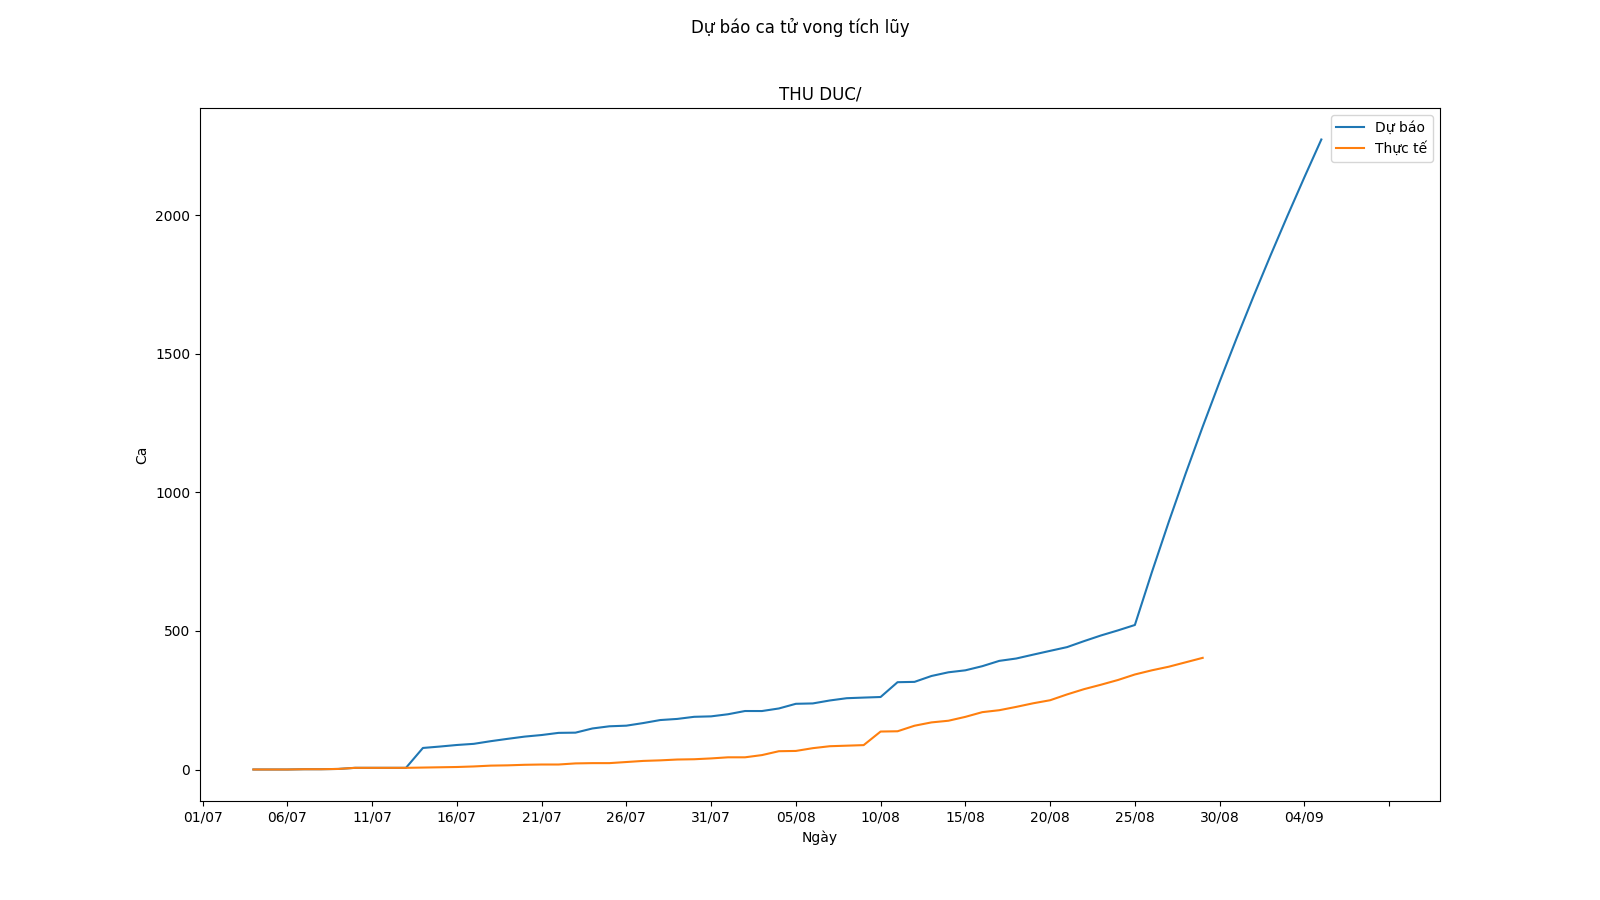 Dự báo ca tử vong tích lũy
THU DUC/
Dự báo
Thực tế
2000
1500
1000
500
0
Ca
01/07 06/07 11/07 16/07 21/07 26/07 31/07 05/08 10/08 15/08 20/08 25/08 30/08 04/09
Ngày